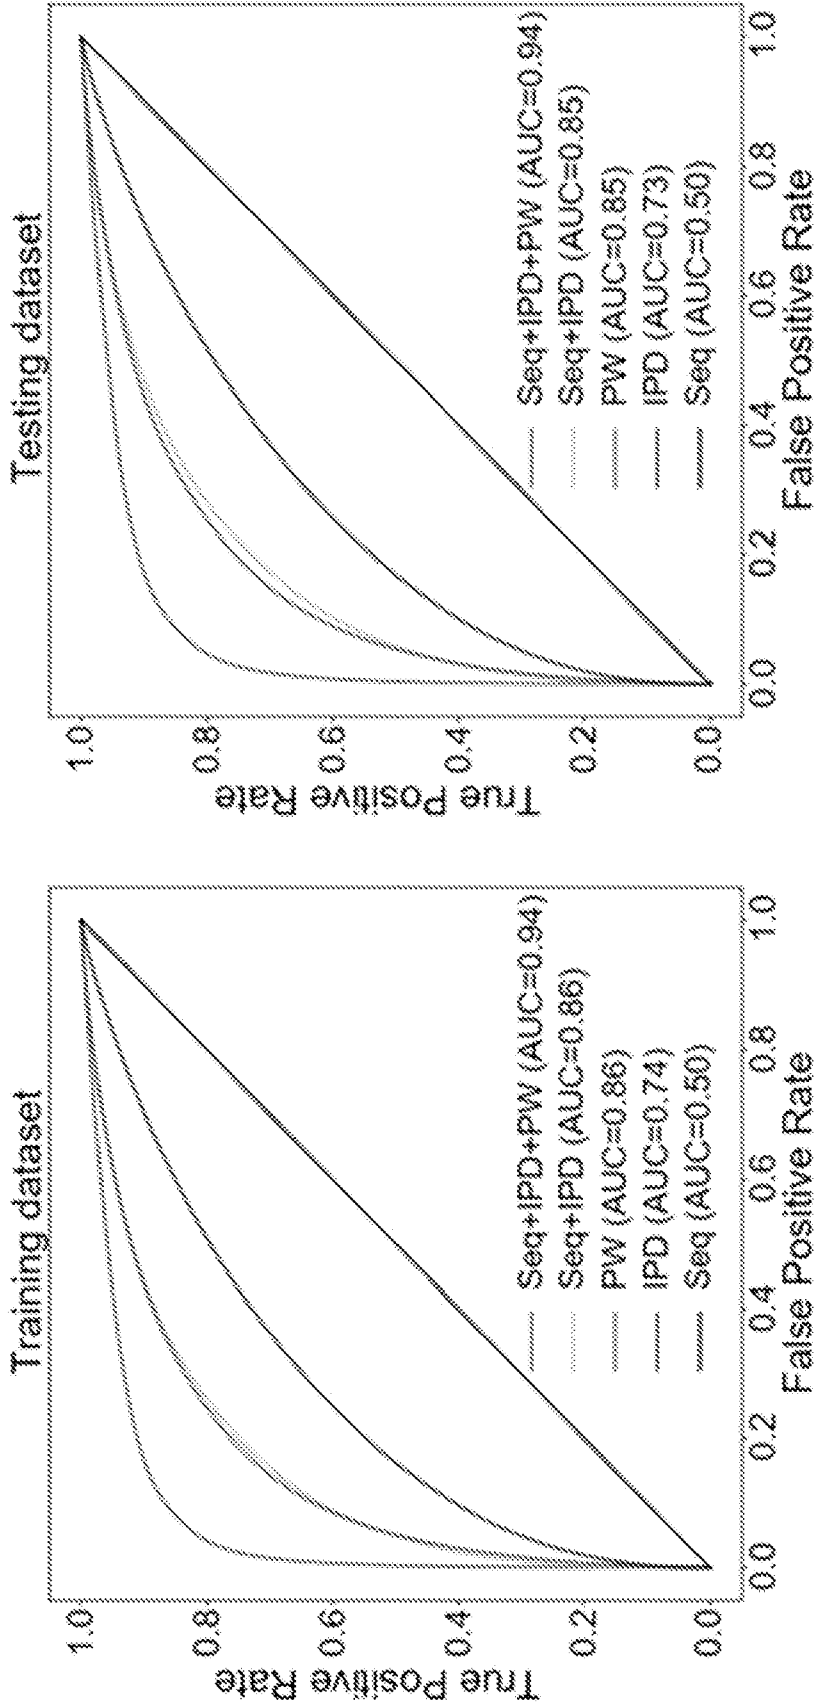 Training dataset
True Positive Rate
1.0
0.8
0.6
0.4
0.2
0.0
Seq+IPD+PW (AUC=0.94)
Seq+IPD (AUC=0.86)
PW (AUC=0.86)
IPD (AUC=0.74)
Seq (AUC=0.50)
0.0 0.2 0.4 0.6 0.8 1.0
False Positive Rate
Testing dataset
True Positive Rate
1.0
0.8
0.6
0.4
0.2
0.0
Seq+IPD+PW (AUC=0.94)
Seq+IPD (AUC=0.85)
PW (AUC=0.85)
IPD (AUC=0.73)
Seq (AUC=0.50)
0.0 0.2 0.4 0.6 0.8 1.0
False Positive Rate